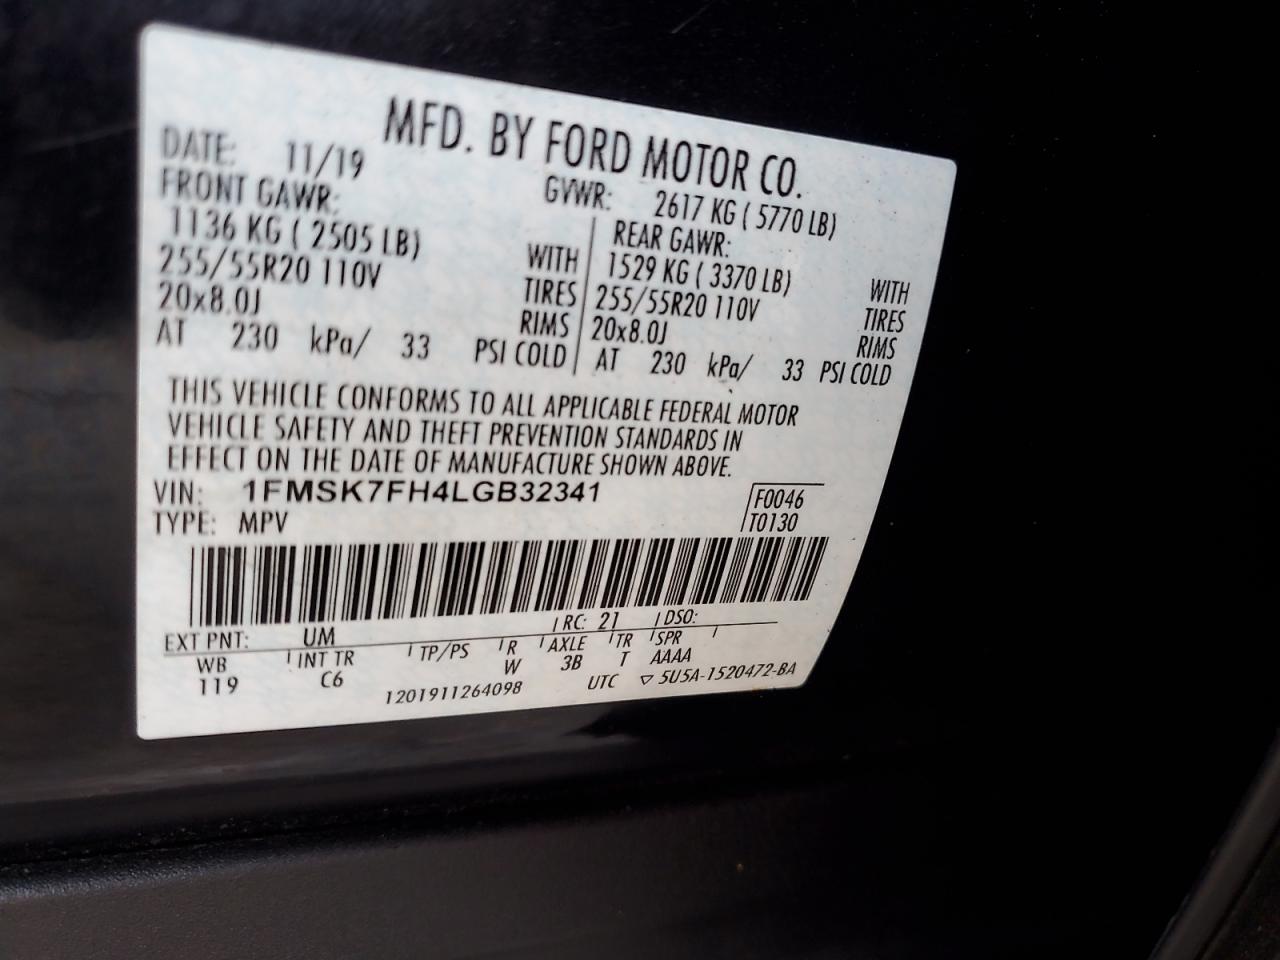 MFD. BY FORD MOTOR CO.
DATE: 11/19 GVWR: 2617 KG ( 5770 LB)
FRONT GAWR: REAR GAWR:
1136 KG ( 2505 LB) WITH 1529 KG ( 3370 LB) WITH
255/55R20 110V TIRES 255/55R20 110V TIRES
20x8.0J RIMS 20x8.0J RIMS
AT 230 kPa/ 33 PSI COLD AT 230 kPa/ 33 PSI COLD
THIS VEHICLE CONFORMS TO ALL APPLICABLE FEDERAL MOTOR
VEHICLE SAFETY AND THEFT PREVENTION STANDARDS IN
EFFECT ON THE DATE OF MANUFACTURE SHOWN ABOVE.
VIN: 1FMSK7FH4LGB32341 F0046
TYPE: MPV T0130
EXT PNT: UM RC: 21 DSO:
WB INT TR TP/PS R AXLE TR SPR
119 C6 W 3B T AAAA
1201911264098 UTC ▽ 5U5A-1520472-BA